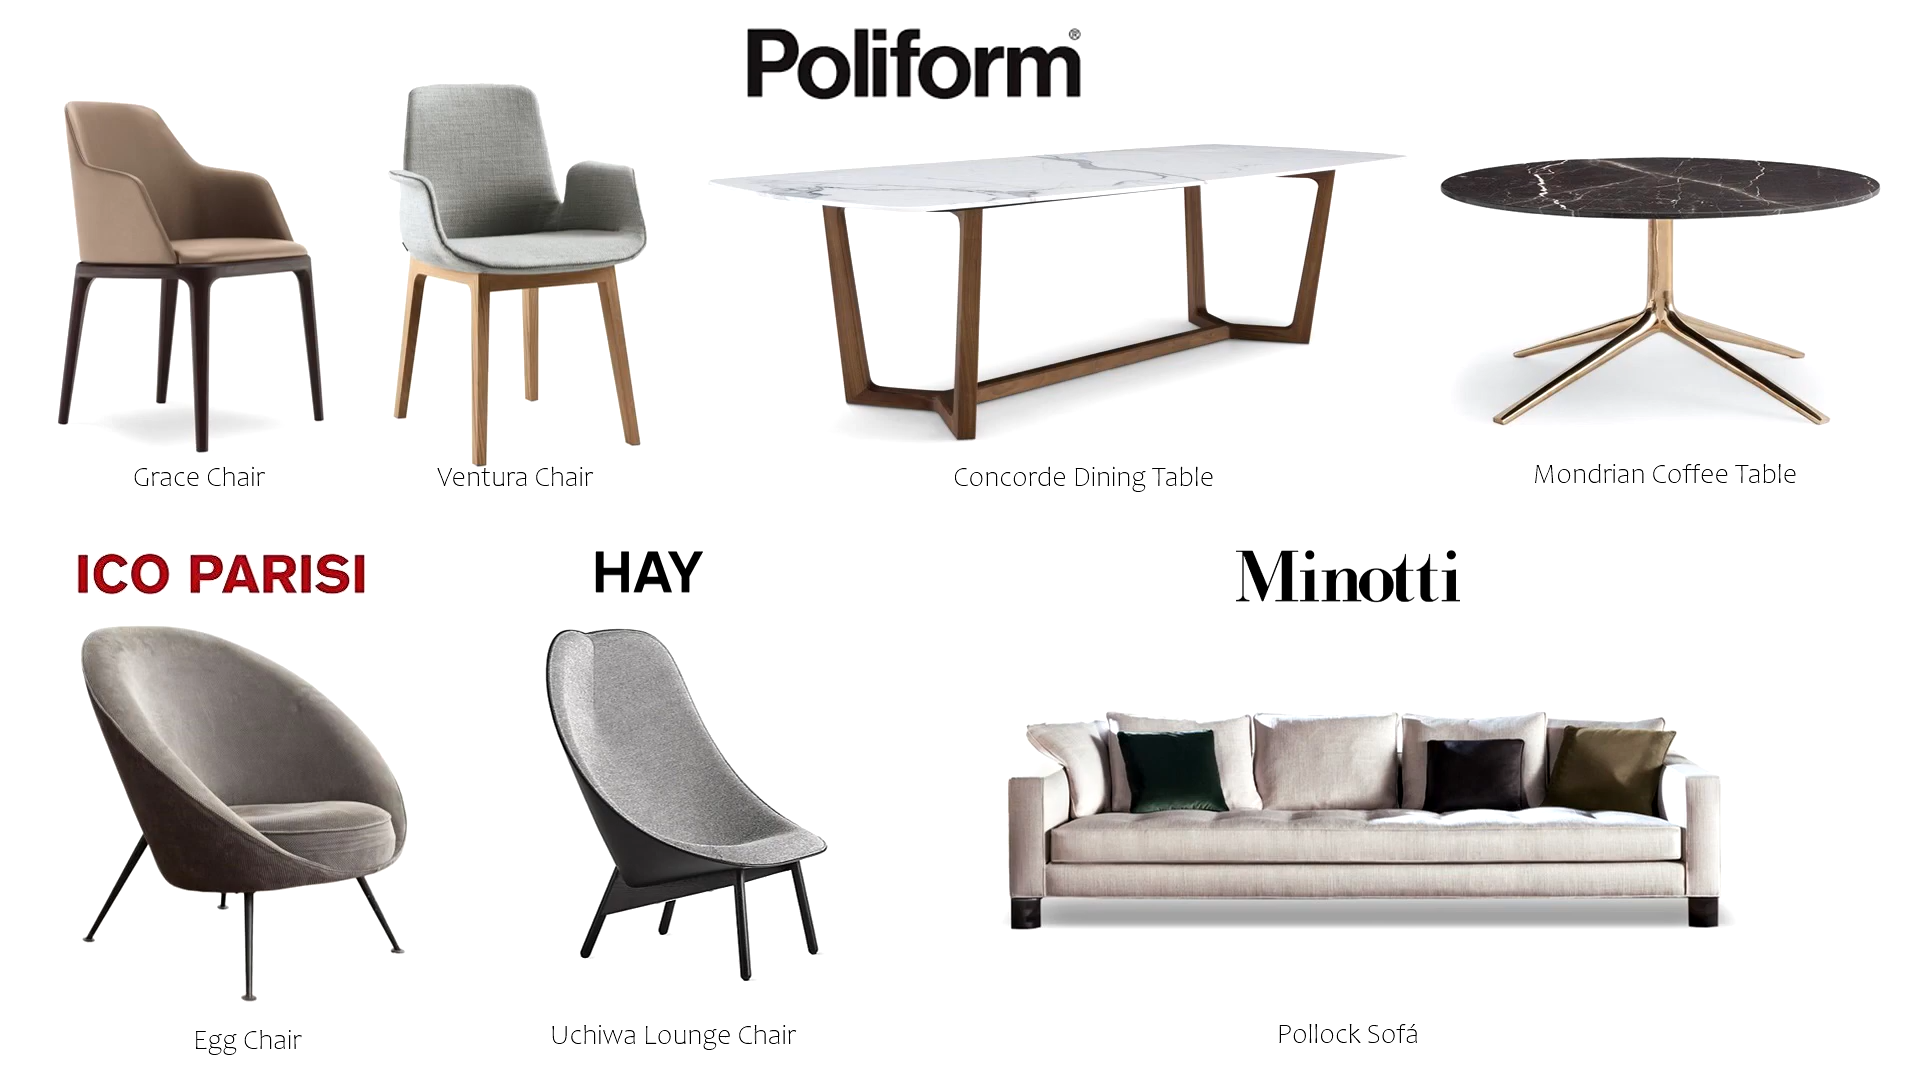 Poliform®
Grace Chair
Ventura Chair
Concorde Dining Table
Mondrian Coffee Table
ICO PARISI
HAY
Minotti
Egg Chair
Uchiwa Lounge Chair
Pollock Sofá